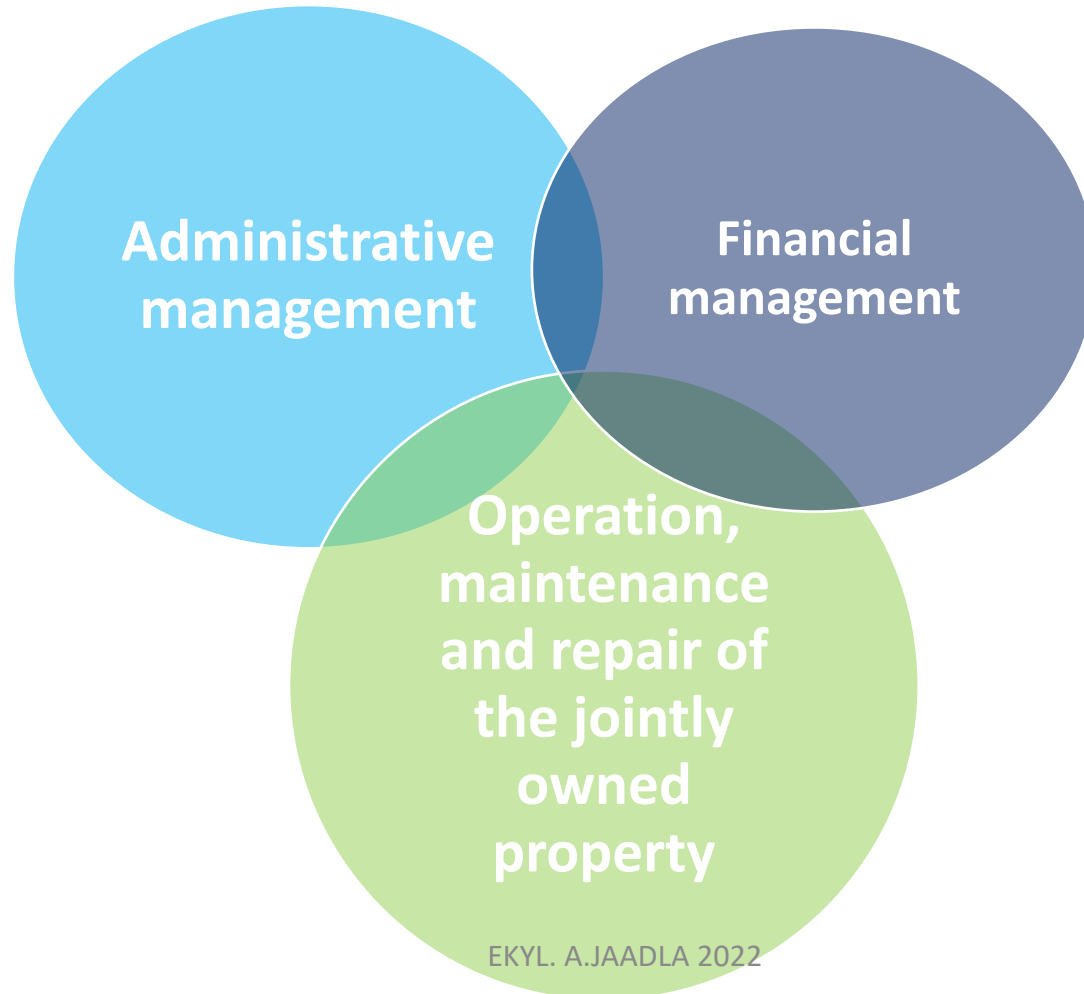 Administrative
management
Financial
management
Operation,
maintenance
and repair of
the jointly
owned
property
EKYL. A.JAADLA 2022